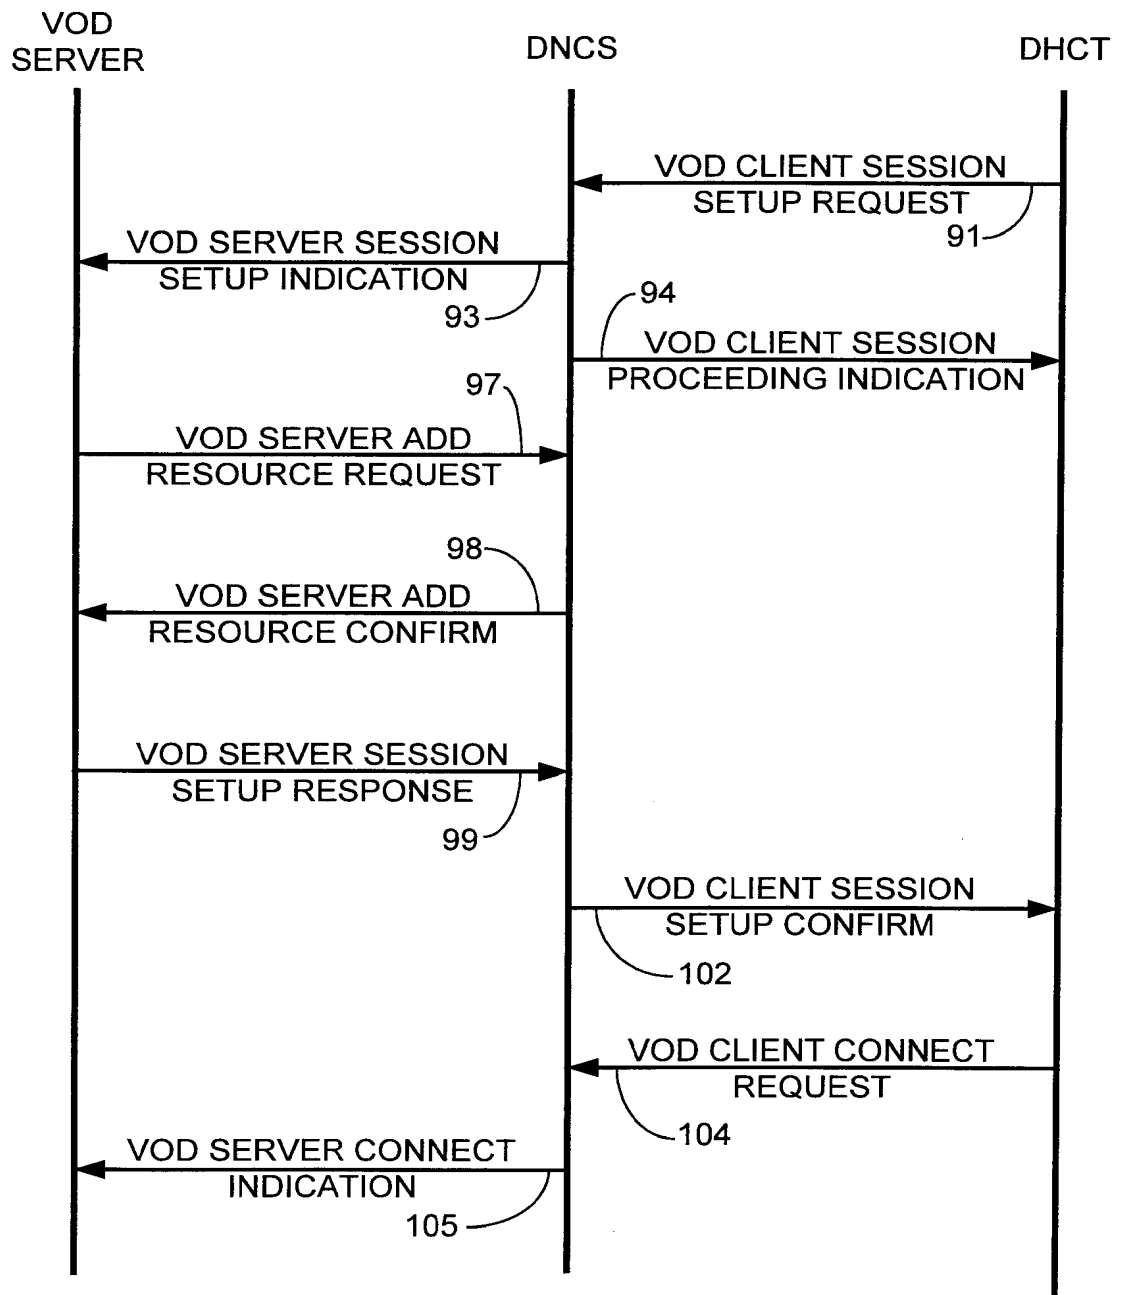 VOD
SERVER
DNCS
DHCT
VOD CLIENT SESSION
SETUP REQUEST
91
VOD SERVER SESSION
SETUP INDICATION
93
94
VOD CLIENT SESSION
PROCEEDING INDICATION
97
VOD SERVER ADD
RESOURCE REQUEST
98
VOD SERVER ADD
RESOURCE CONFIRM
VOD SERVER SESSION
SETUP RESPONSE
99
VOD CLIENT SESSION
SETUP CONFIRM
102
VOD CLIENT CONNECT
REQUEST
104
VOD SERVER CONNECT
INDICATION
105